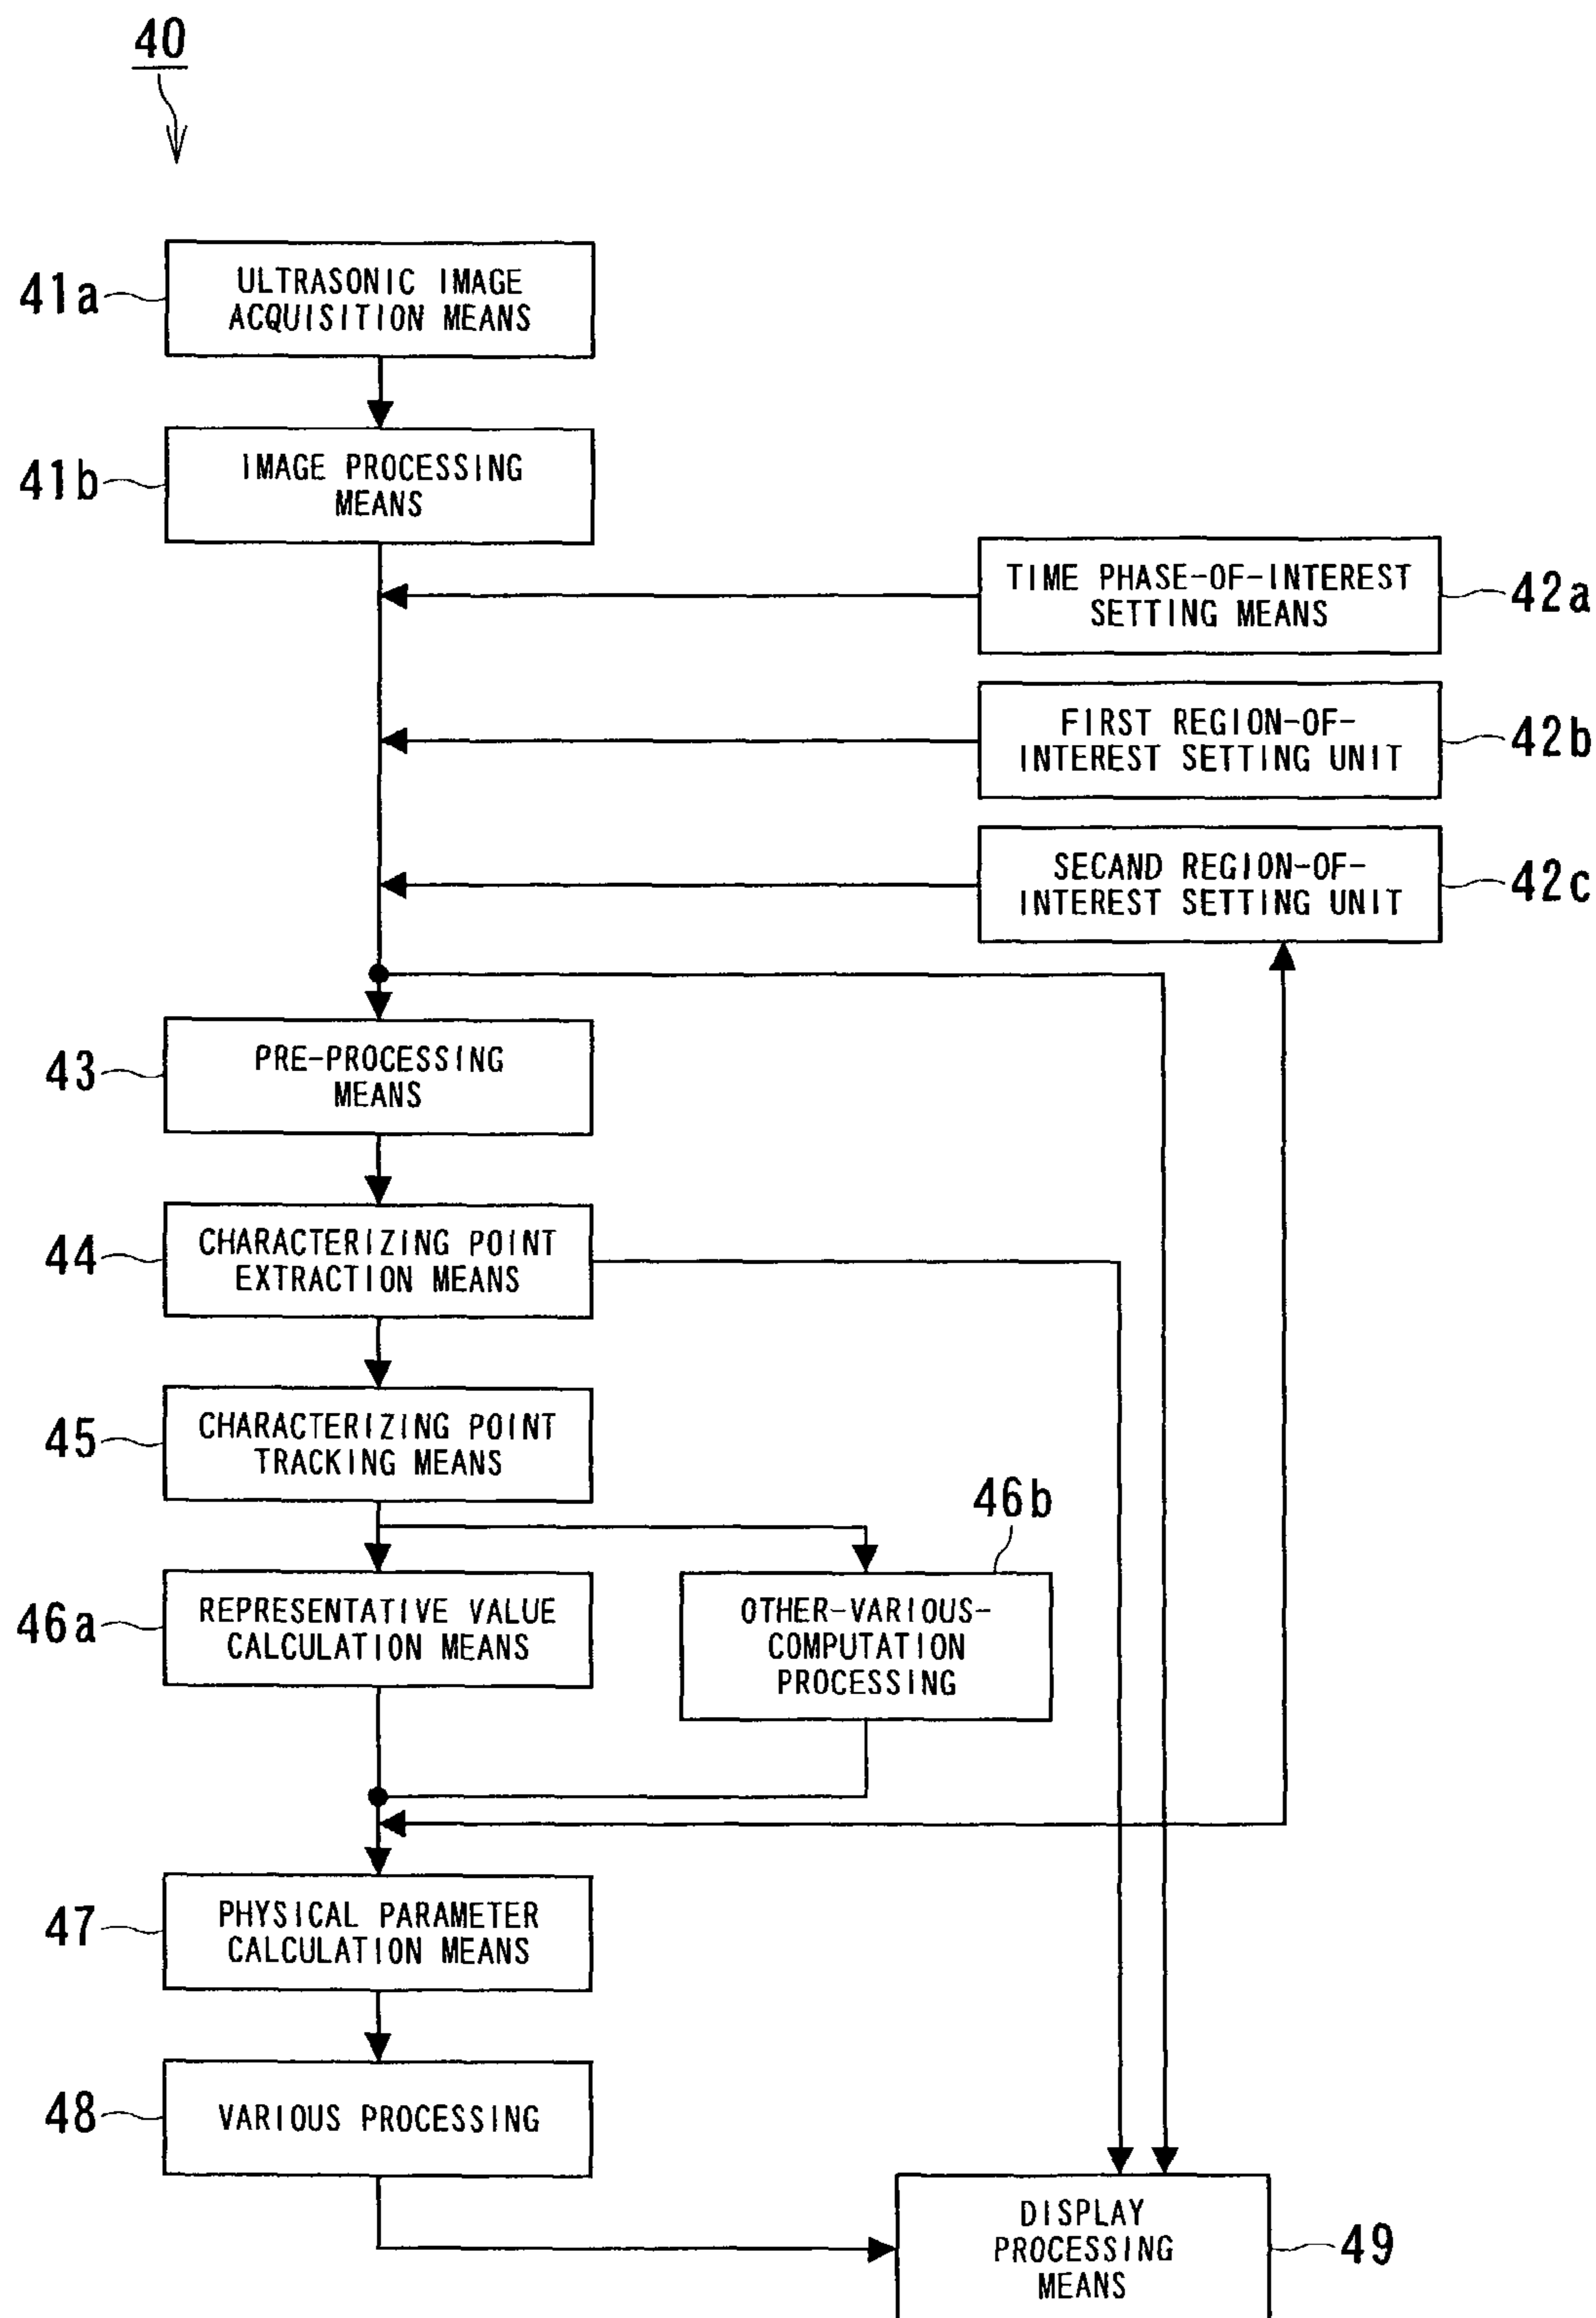 40
41a
ULTRASONIC IMAGE
ACQUISITION MEANS
41b
IMAGE PROCESSING
MEANS
TIME PHASE-OF-INTEREST
SETTING MEANS
42a
FIRST REGION-OF-
INTEREST SETTING UNIT
42b
SECAND REGION-OF-
INTEREST SETTING UNIT
42c
43
PRE-PROCESSING
MEANS
44
CHARACTERIZING POINT
EXTRACTION MEANS
45
CHARACTERIZING POINT
TRACKING MEANS
46a
REPRESENTATIVE VALUE
CALCULATION MEANS
46b
OTHER-VARIOUS-
COMPUTATION
PROCESSING
47
PHYSICAL PARAMETER
CALCULATION MEANS
48
VARIOUS PROCESSING
DISPLAY
PROCESSING
MEANS
49